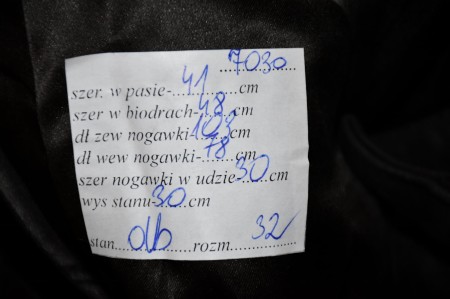 7030
szer. w pasie-41cm
szer w biodrach-48cm
dł zew nogawki-103cm
dł wew nogawki-78cm
szer nogawki w udzie-30cm
wys stanu-30cm
stan db rozm 32